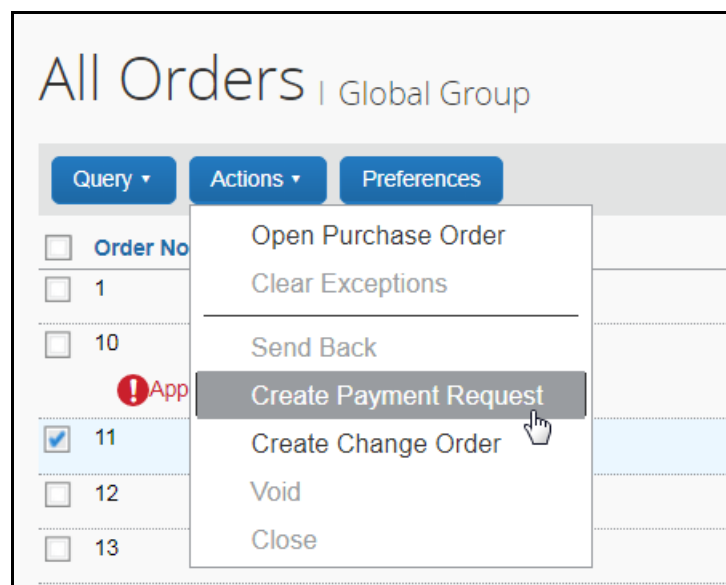 All Orders | Global Group
Query Actions Preferences
Order No
Open Purchase Order
1
Clear Exceptions
10
Send Back
App
Create Payment Request
11
Create Change Order
12
Void
13
Close